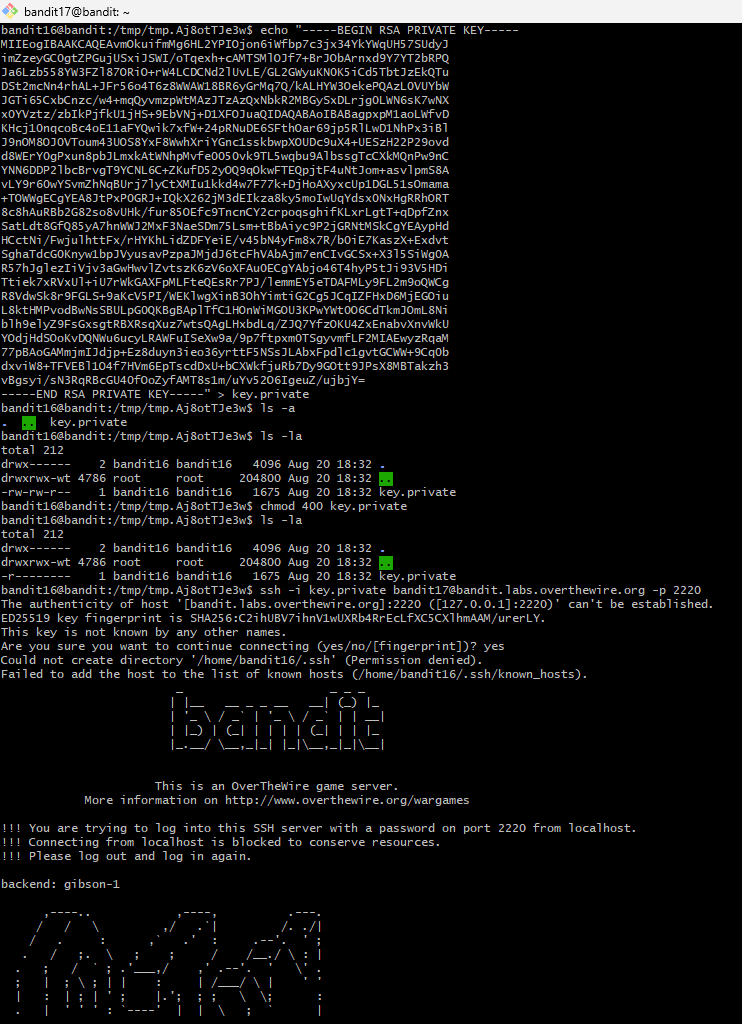 bandit17@bandit: ~
bandit16@bandit:/tmp/tmp.Aj8otTJe3w$ echo "-----BEGIN RSA PRIVATE KEY-----
MIIEogIBAAKCAQEAvmOkuifmMg6HL2YPIOjon6iWfbp7c3jx34YkYWqUH57SUdyJ
imZzeyGC0gtZPGujUSxiJSWI/oTqexh+cAMTSMlOJf7+BrJObArnxd9Y7YT2bRPQ
Ja6Lzb558YW3FZl87ORiO+rW4LCDCNd2lUvLE/GL2GWyuKN0K5iCd5TbtJzEkQTu
DSt2mcNn4rhAL+JFr56o4T6z8WWAW18BR6yGrMq7Q/kALHYW3OekePQAzL0VUYbW
JGTi65CxbCnzc/w4+mqQyvmzpWtMAzJTzAzQxNbkR2MBGySxDLrjg0LWN6sK7wNX
x0YVztz/zbIkPjfkU1jHS+9EbVNj+D1XFOJuaQIDAQABAoIBABagpxpM1aoLWfvD
KHcj10nqcoBc4oE11aFYQwik7xfW+24pRNuDE6SFthOar69jp5RlLwD1NhPx3iBl
J9nOM8OJ0VToum43UOS8YxF8WwhXriYGnc1sskbwpXOUDc9uX4+UESzH22P29ovd
d8WErY0gPxun8pbJLmxkAtWNhpMvfe0050vk9TL5wqbu9AlbssgTcCXkMQnPw9nC
YNN6DDP2lbcBrvgT9YCNL6C+ZKufD52yOQ9qOkwFTEQpjtF4uNtJom+asvlpmS8A
vLY9r60wYSvmZhNqBUrj7lyCtXMIu1kkd4w7F77k+DjHoAXyxcUp1DGL51sOmama
+TOWWgECgYEA8JtPxP0GRJ+IQkX262jM3dEIkza8ky5moIwUqYdsx0NxHgRRhORT
8c8hAuRBb2G82so8vUHk/fur85OEfc9TncnCY2crpoqsghifKLxrLgtT+qDpfZnx
SatLdt8GfQ85yA7hnWWJ2MxF3NaeSDm75Lsm+tBbAiyc9P2jGRNtMSkCgYEAypHd
HCctNi/FwjulhttFx/rHYKhLidZDFYeiE/v45bN4yFm8x7R/b0iE7KaszX+Exdvt
SghaTdcG0Knyw1bpJVyusavPzpaJMjdJ6tcFhVAbAjm7enCIvGCSx+X3l5SiWg0A
R57hJglezIiVjv3aGwHwvlZvtszK6zV6oXFAu0ECgYAbjo46T4hyP5tJi93V5HDi
Ttiek7xRVxUl+iU7rWkGAXFpMLFteQEsRr7PJ/lemmEY5eTDAFMLy9FL2m9oQWCg
R8VdwSk8r9FGLS+9aKcV5PI/WEKlwgXinB3OhYimtiG2Cg5JCqIZFHxD6MjEGOiu
L8ktHMPvodBwNsSBULpG0QKBgBAplTfC1HOnWiMGOU3KPwYWt0O6CdTkmJOmL8Ni
blh9elyZ9FsGxsgtRBXRsqXuz7wtsQAgLHxbdLq/ZJQ7YfzOKU4ZxEnabvXnvWkU
YOdjHdSOoKvDQNWu6ucyLRAWFuISeXw9a/9p7ftpxm0TSgyvmfLF2MIAEwyzRqaM
77pBAoGAMmjmIJdjp+Ez8duyn3ieo36yrttF5NSsJLAbxFpdlc1gvtGCWW+9Cq0b
dxviW8+TFVEBl1O4f7HVm6EpTscdDxU+bCXWkfjuRb7Dy9GOtt9JPsX8MBTakzh3
vBgsyi/sN3RqRBcGU40fOoZyfAMT8s1m/uYv52O6IgeuZ/ujbjY=
-----END RSA PRIVATE KEY-----" > key.private
bandit16@bandit:/tmp/tmp.Aj8otTJe3w$ ls -a
.  ..  key.private
bandit16@bandit:/tmp/tmp.Aj8otTJe3w$ ls -la
total 212
drwx------    2 bandit16 bandit16   4096 Aug 20 18:32 .
drwxrwx-wt 4786 root     root     204800 Aug 20 18:32 ..
-rw-rw-r--    1 bandit16 bandit16   1675 Aug 20 18:32 key.private
bandit16@bandit:/tmp/tmp.Aj8otTJe3w$ chmod 400 key.private
bandit16@bandit:/tmp/tmp.Aj8otTJe3w$ ls -la
total 212
drwx------    2 bandit16 bandit16   4096 Aug 20 18:32 .
drwxrwx-wt 4786 root     root     204800 Aug 20 18:32 ..
-r--------    1 bandit16 bandit16   1675 Aug 20 18:32 key.private
bandit16@bandit:/tmp/tmp.Aj8otTJe3w$ ssh -i key.private bandit17@bandit.labs.overthewire.org -p 2220
The authenticity of host '[bandit.labs.overthewire.org]:2220 ([127.0.0.1]:2220)' can't be established.
ED25519 key fingerprint is SHA256:C2ihUBV7ihnV1wUXRb4RrEcLfXC5CXlhmAAM/urerLY.
This key is not known by any other names.
Are you sure you want to continue connecting (yes/no/[fingerprint])? yes
Could not create directory '/home/bandit16/.ssh' (Permission denied).
Failed to add the host to the list of known hosts (/home/bandit16/.ssh/known_hosts).
bandit
This is an OverTheWire game server.
More information on http://www.overthewire.org/wargames
!!! You are trying to log into this SSH server with a password on port 2220 from localhost.
!!! Connecting from localhost is blocked to conserve resources.
!!! Please log out and log in again.
backend: gibson-1